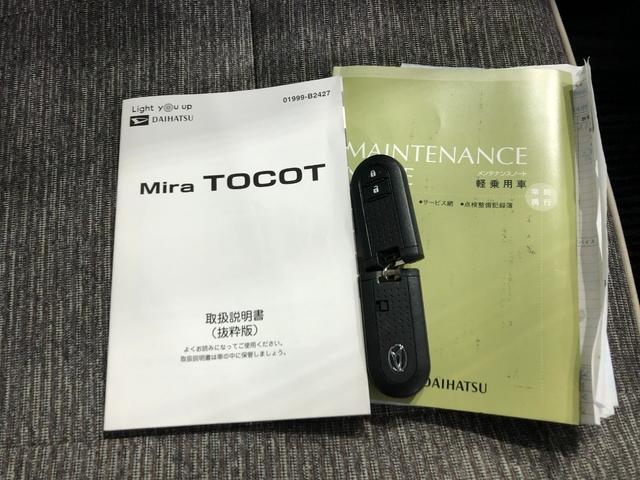 Light you up
DAIHATSU
01999-B2427
Mira TOCOT
取扱説明書
（抜粋版）
よくお読みになってご使用ください。
取扱説明書は車の中に保管しましょう。
MAINTENANCE
メンテナンスノート
軽乗用車
常時
携行
•サービス網 •点検整備記録簿
DAIHATSU